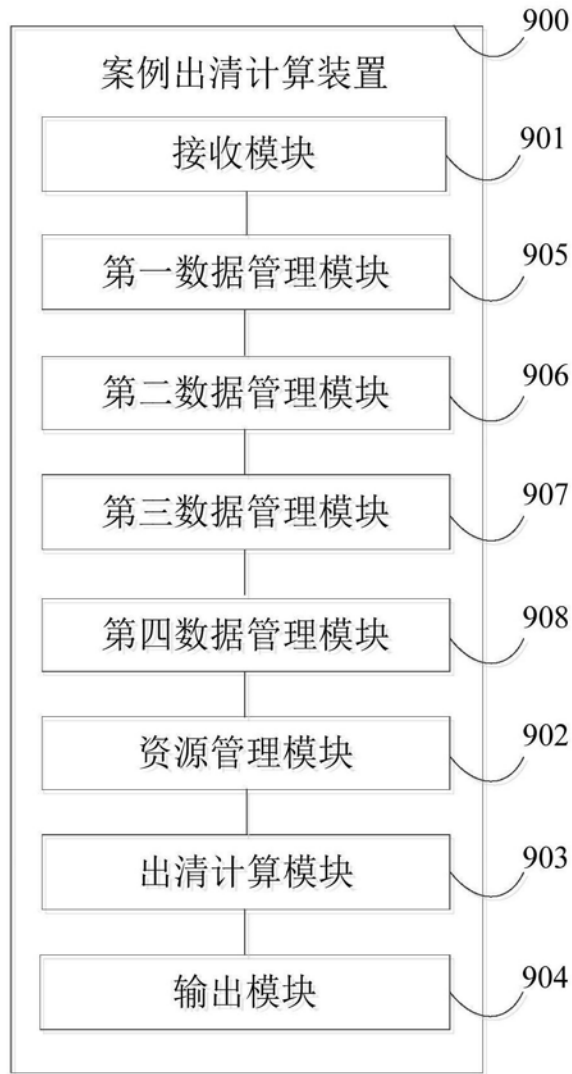 900
案例出清计算装置
接收模块
901
第一数据管理模块
905
第二数据管理模块
906
第三数据管理模块
907
第四数据管理模块
908
资源管理模块
902
出清计算模块
903
输出模块
904